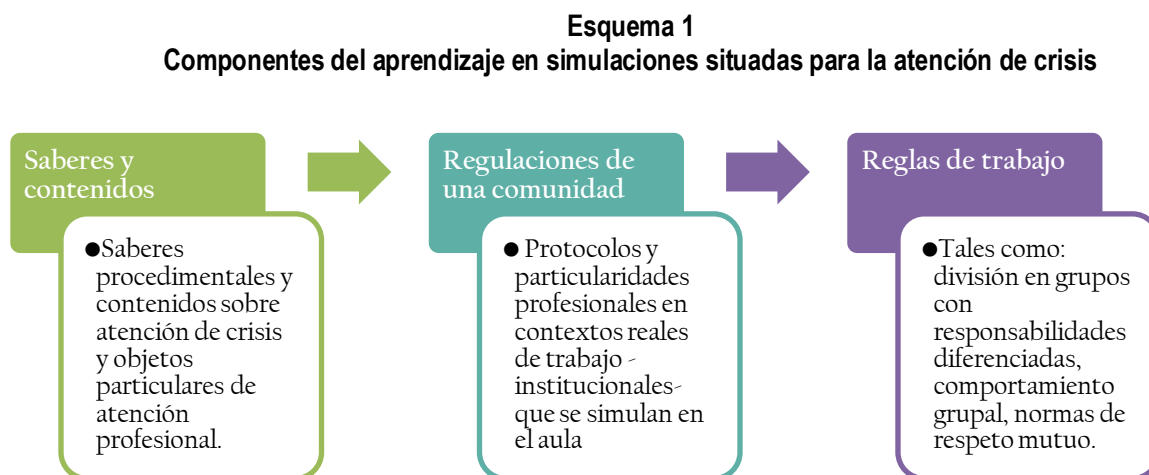 Esquema 1
Componentes del aprendizaje en simulaciones situadas para la atención de crisis
Saberes y
contenidos
●Saberes
procedimentales y
contenidos sobre
atención de crisis
y objetos
particulares de
atención
profesional.
Regulaciones de
una comunidad
● Protocolos y
particularidades
profesionales en
contextos reales
de trabajo -
institucionales-
que se simulan en
el aula
Reglas de trabajo
●Tales como:
división en grupos
con
responsabilidades
diferenciadas,
comportamiento
grupal, normas de
respeto mutuo.